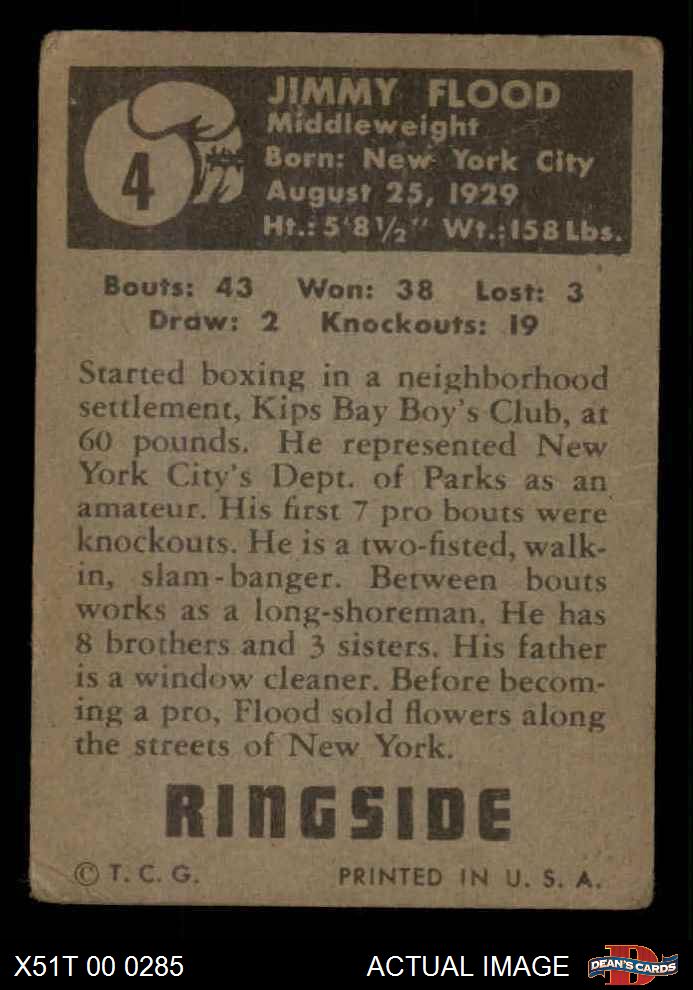 4
JIMMY FLOOD
Middleweight
Born: New York City
August 25, 1929
Ht.: 5'8½" Wt.: 158 Lbs.
Bouts: 43 Won: 38 Lost: 3
Draw: 2 Knockouts: 19
Started boxing in a neighborhood
settlement, Kips Bay Boy's Club, at
60 pounds. He represented New
York City's Dept. of Parks as an
amateur. His first 7 pro bouts were
knockouts. He is a two-fisted, walk-
in, slam-banger. Between bouts
works as a long-shoreman. He has
8 brothers and 3 sisters. His father
is a window cleaner. Before becom-
ing a pro, Flood sold flowers along
the streets of New York.
RINGSIDE
© T. C. G. PRINTED IN U. S. A.
X51T 00 0285 ACTUAL IMAGE D DEAN'S CARDS